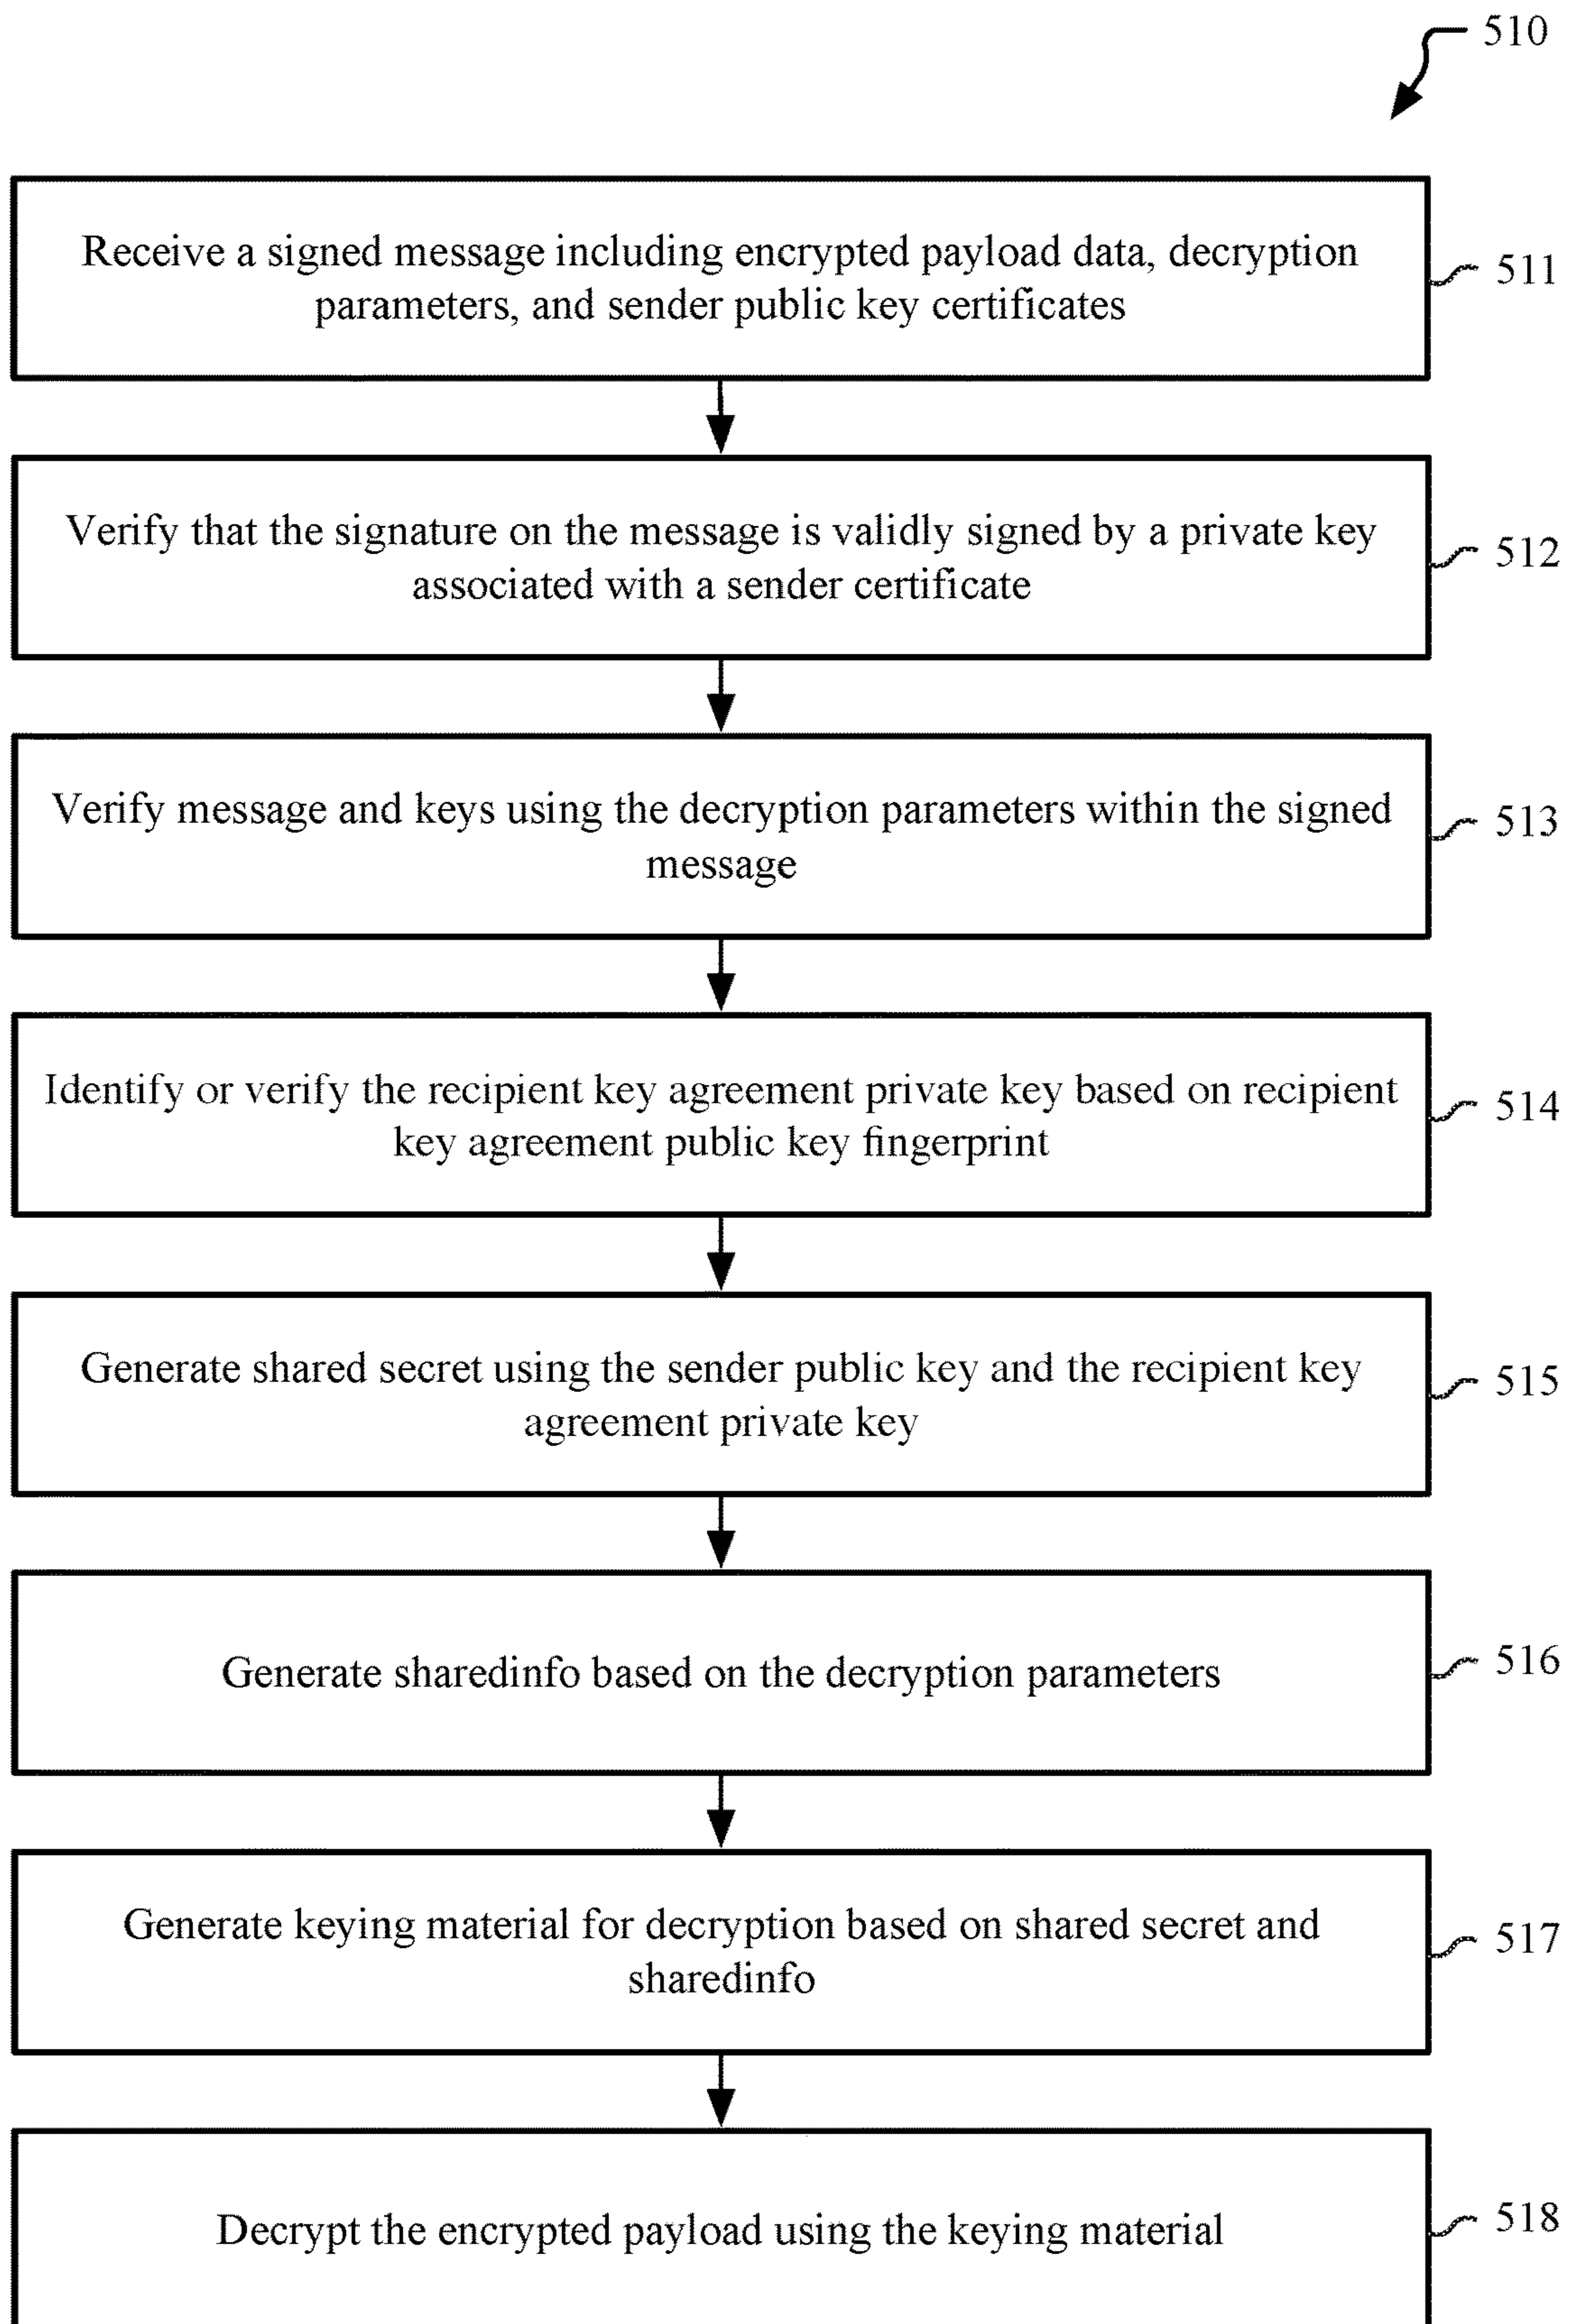 510
Receive a signed message including encrypted payload data, decryption
parameters, and sender public key certificates
511
Verify that the signature on the message is validly signed by a private key
associated with a sender certificate
512
Verify message and keys using the decryption parameters within the signed
message
513
Identify or verify the recipient key agreement private key based on recipient
key agreement public key fingerprint
514
Generate shared secret using the sender public key and the recipient key
agreement private key
515
Generate sharedinfo based on the decryption parameters
516
Generate keying material for decryption based on shared secret and
sharedinfo
517
Decrypt the encrypted payload using the keying material
518